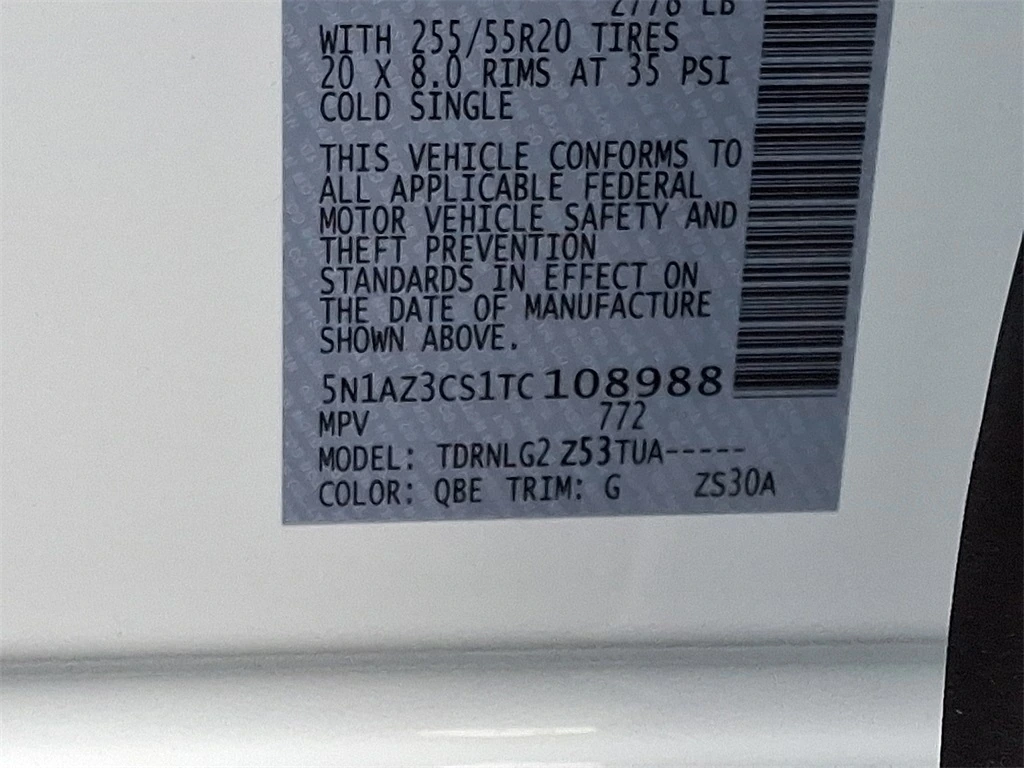 2778 LB
WITH 255/55R20 TIRES
20 X 8.0 RIMS AT 35 PSI
COLD SINGLE
THIS VEHICLE CONFORMS TO
ALL APPLICABLE FEDERAL
MOTOR VEHICLE SAFETY AND
THEFT PREVENTION
STANDARDS IN EFFECT ON
THE DATE OF MANUFACTURE
SHOWN ABOVE.
5N1AZ3CS1TC108988
MPV 772
MODEL: TDRNLG2 Z53TUA-----
COLOR: QBE TRIM: G ZS30A